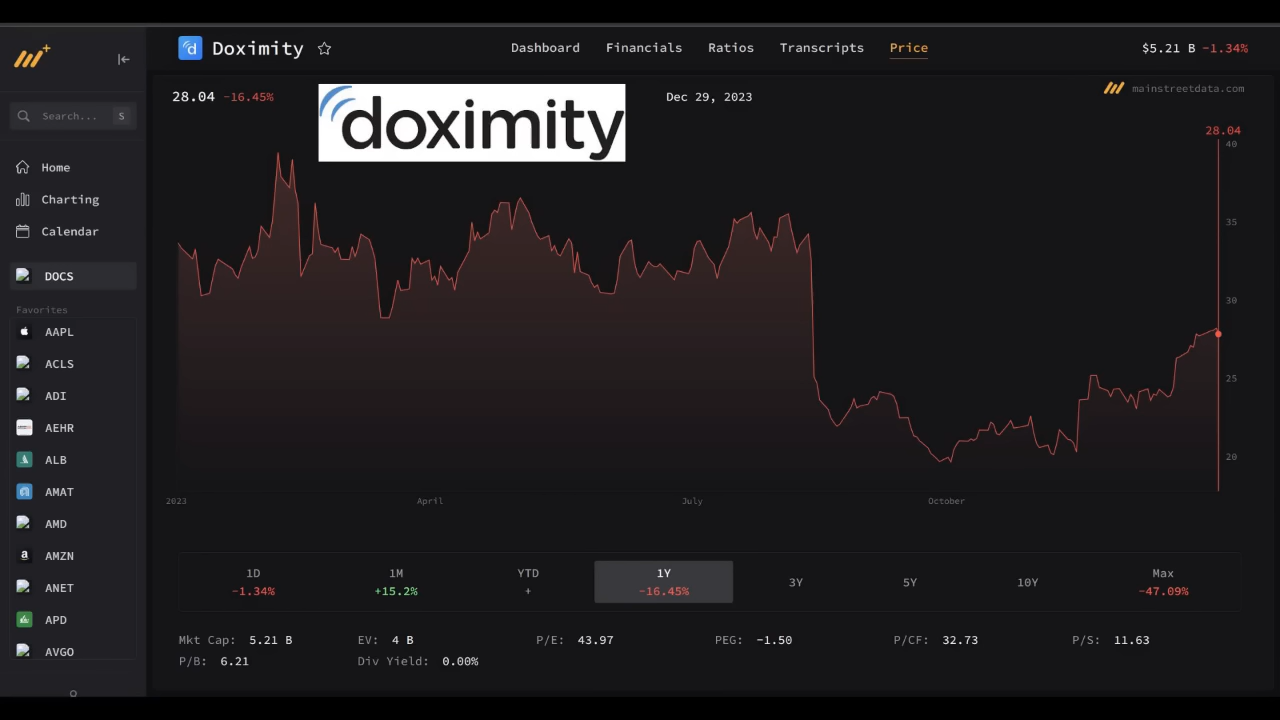 Doximity
Dashboard Financials Ratios Transcripts Price
$5.21 B -1.34%
28.04 -16.45%
doximity
Dec 29, 2023
mainstreetdata.com
Search... S
Home
Charting
Calendar
DOCS
Favorites
AAPL
ACLS
ADI
AEHR
ALB
AMAT
AMD
AMZN
ANET
APD
AVGO
28.04
40
35
30
25
20
2023 April July October
1D 1M YTD 1Y 3Y 5Y 10Y Max
-1.34% +15.2% + -16.45% -47.09%
Mkt Cap: 5.21 B EV: 4 B P/E: 43.97 PEG: -1.50 P/CF: 32.73 P/S: 11.63
P/B: 6.21 Div Yield: 0.00%